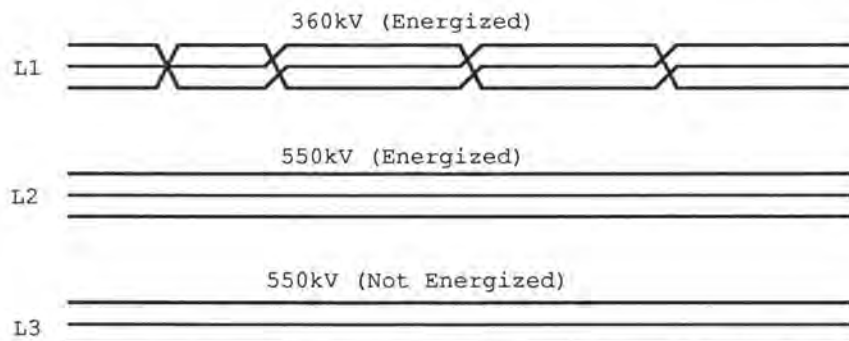 360kV (Energized)
L1
550kV (Energized)
L2
550kV (Not Energized)
L3